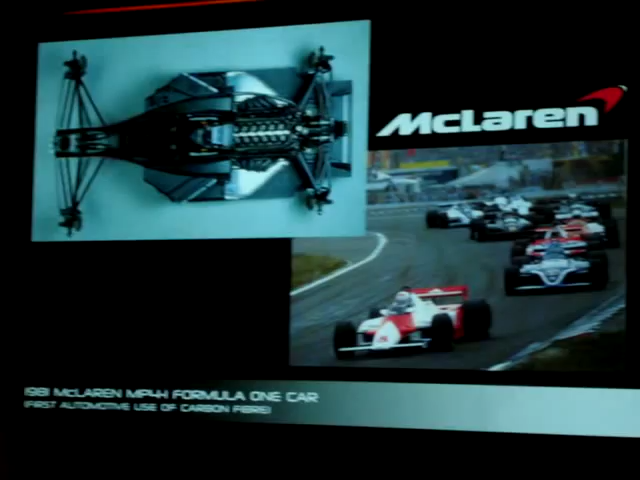 McLaren
1981 McLAREN MP4-1 FORMULA ONE CAR
(FIRST AUTOMOTIVE USE OF CARBON FIBRE)